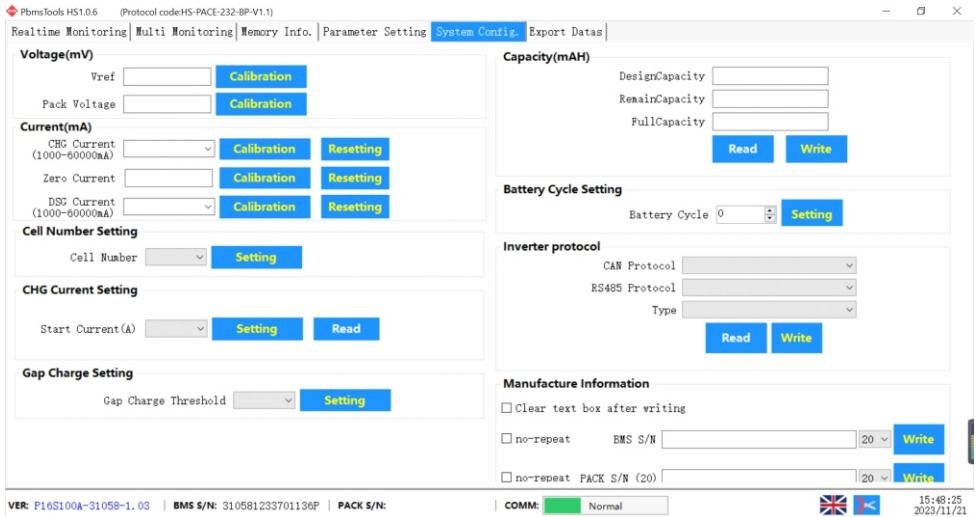 PbmsTools HS1.0.6 (Protocol code:HS-PACE-232-BP-V1.1)
Realtime Monitoring Multi Monitoring Memory Info. Parameter Setting System Config. Export Datas
Voltage(mV)
Vref Calibration
Pack Voltage Calibration
Current(mA)
CHG Current
(1000-60000mA) Calibration Resetting
Zero Current Calibration Resetting
DSG Current
(1000-60000mA) Calibration Resetting
Cell Number Setting
Cell Number Setting
CHG Current Setting
Start Current(A) Setting Read
Gap Charge Setting
Gap Charge Threshold Setting
Capacity(mAH)
DesignCapacity
RemainCapacity
FullCapacity
Read Write
Battery Cycle Setting
Battery Cycle 0 Setting
Inverter protocol
CAN Protocol
RS485 Protocol
Type
Read Write
Manufacture Information
Clear text box after writing
no-repeat BMS S/N 20 Write
no-repeat PACK S/N (20) 20 Write
VER: P16S100A-31058-1.03 BMS S/N: 310581233701136P PACK S/N: COMM: Normal
15:48:25
2023/11/21